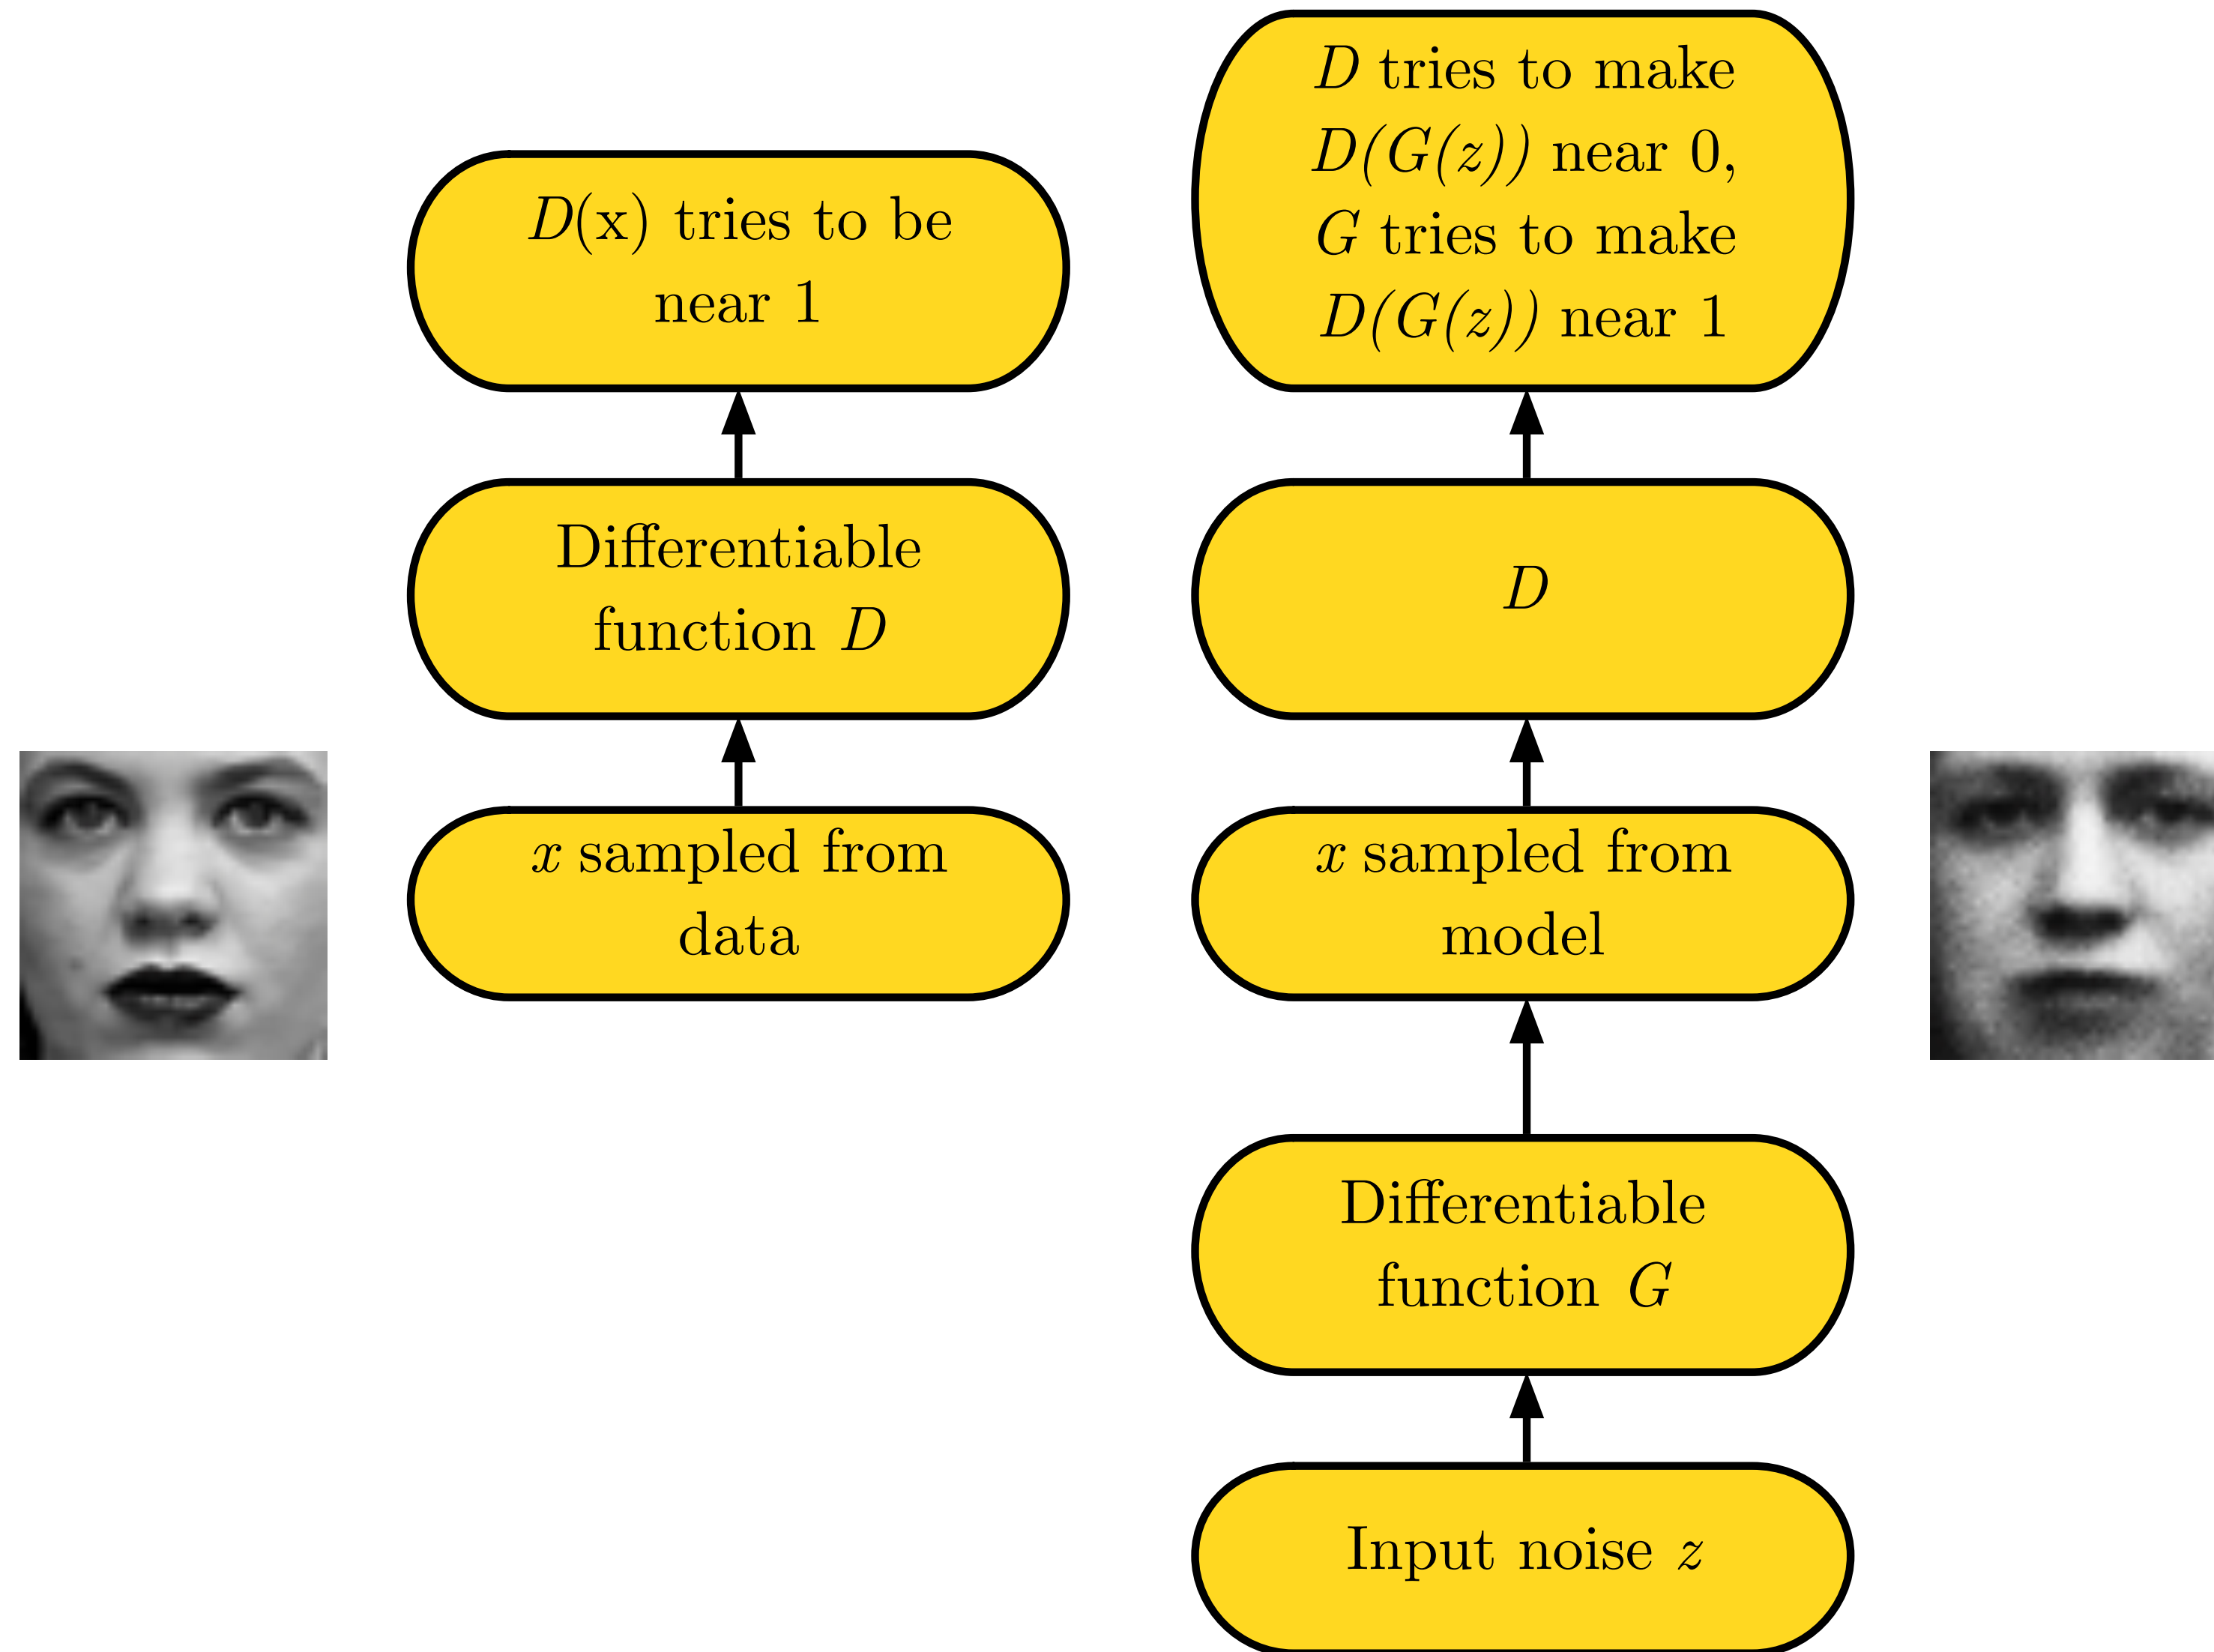 D(x) tries to be
near 1
Differentiable
function D
x sampled from
data
D tries to make
D(G(z)) near 0,
G tries to make
D(G(z)) near 1
D
x sampled from
model
Differentiable
function G
Input noise z